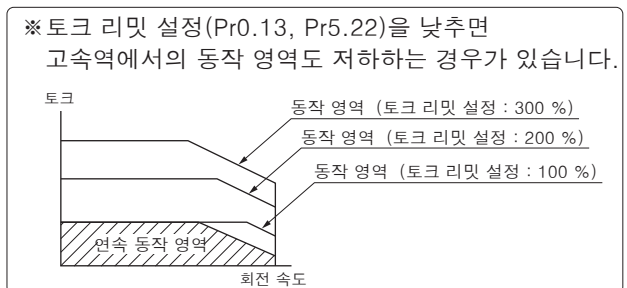 ※토크 리밋 설정(Pr0.13, Pr5.22)을 낮추면
고속역에서의 동작 영역도 저하하는 경우가 있습니다.
토크
동작 영역 (토크 리밋 설정 : 300 %)
동작 영역 (토크 리밋 설정 : 200 %)
동작 영역 (토크 리밋 설정 : 100 %)
연속 동작 영역
회전 속도